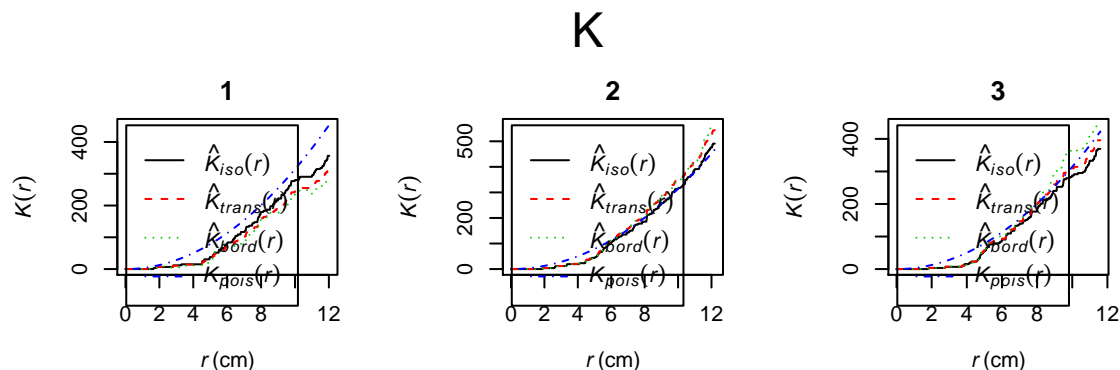 K
1
K(r)
0 200 400
K̂iso(r)
K̂trans(r)
K̂bord(r)
Kpois(r)
0 2 4 6 8 12
r (cm)
2
K(r)
0 200 500
K̂iso(r)
K̂trans(r)
K̂bord(r)
Kpois(r)
0 2 4 6 8 12
r (cm)
3
K(r)
0 200 400
K̂iso(r)
K̂trans(r)
K̂bord(r)
Kpois(r)
0 2 4 6 8 12
r (cm)